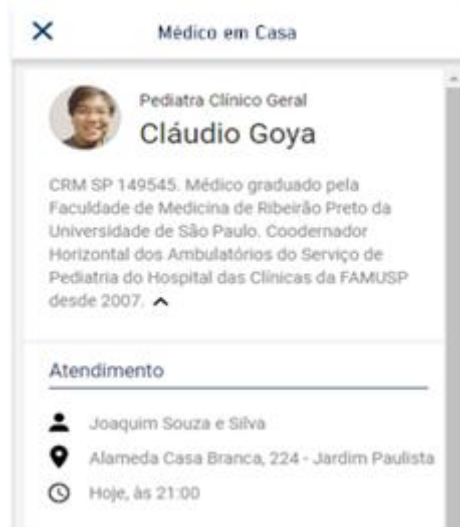 Médico em Casa
Pediatra Clínico Geral
Cláudio Goya
CRM SP 149545. Médico graduado pela
Faculdade de Medicina de Ribeirão Preto da
Universidade de São Paulo. Coodernador
Horizontal dos Ambulatórios do Serviço de
Pediatria do Hospital das Clínicas da FAMUSP
desde 2007.
Atendimento
Joaquim Souza e Silva
Alameda Casa Branca, 224 - Jardim Paulista
Hoje, às 21:00